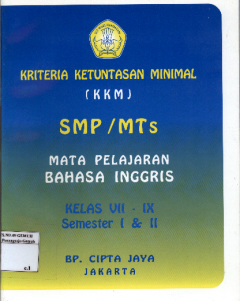 KRITERIA KETUNTASAN MINIMAL
( KKM )
SMP / MTs
MATA PELAJARAN
BAHASA INGGRIS
KELAS VII - IX
Semester I & II
BP. CIPTA JAYA
JAKARTA
c.1